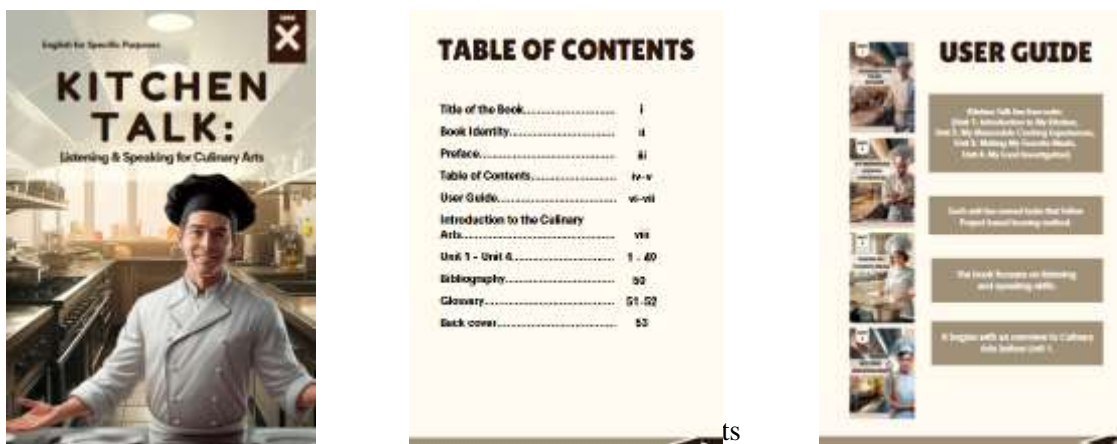 English for Specific Purposes
X
KITCHEN
TALK:
Listening & Speaking for Culinary Arts
TABLE OF CONTENTS
Title of the Book............................ i
Book Identity................................ ii
Preface........................................ iii
Table of Contents......................... iv-v
User Guide.................................. vi-vii
Introduction to the Culinary
Arts.............................................. viii
Unit 1 - Unit 4.............................. 1 - 49
Bibliography................................ 50
Glossary...................................... 51-52
Back cover................................... 53
ts
USER GUIDE
Kitchen Talk has four units:
(Unit 1: Introduction to My Kitchen,
Unit 2: My Memorable Cooking Experiences,
Unit 3: Making My Favorite Meals,
Unit 4: My Food Investigation)
Each unit has several tasks that follow
Project based learning method.
The book focuses on listening
and speaking skills.
It begins with an overview to Culinary
Arts before Unit 1.